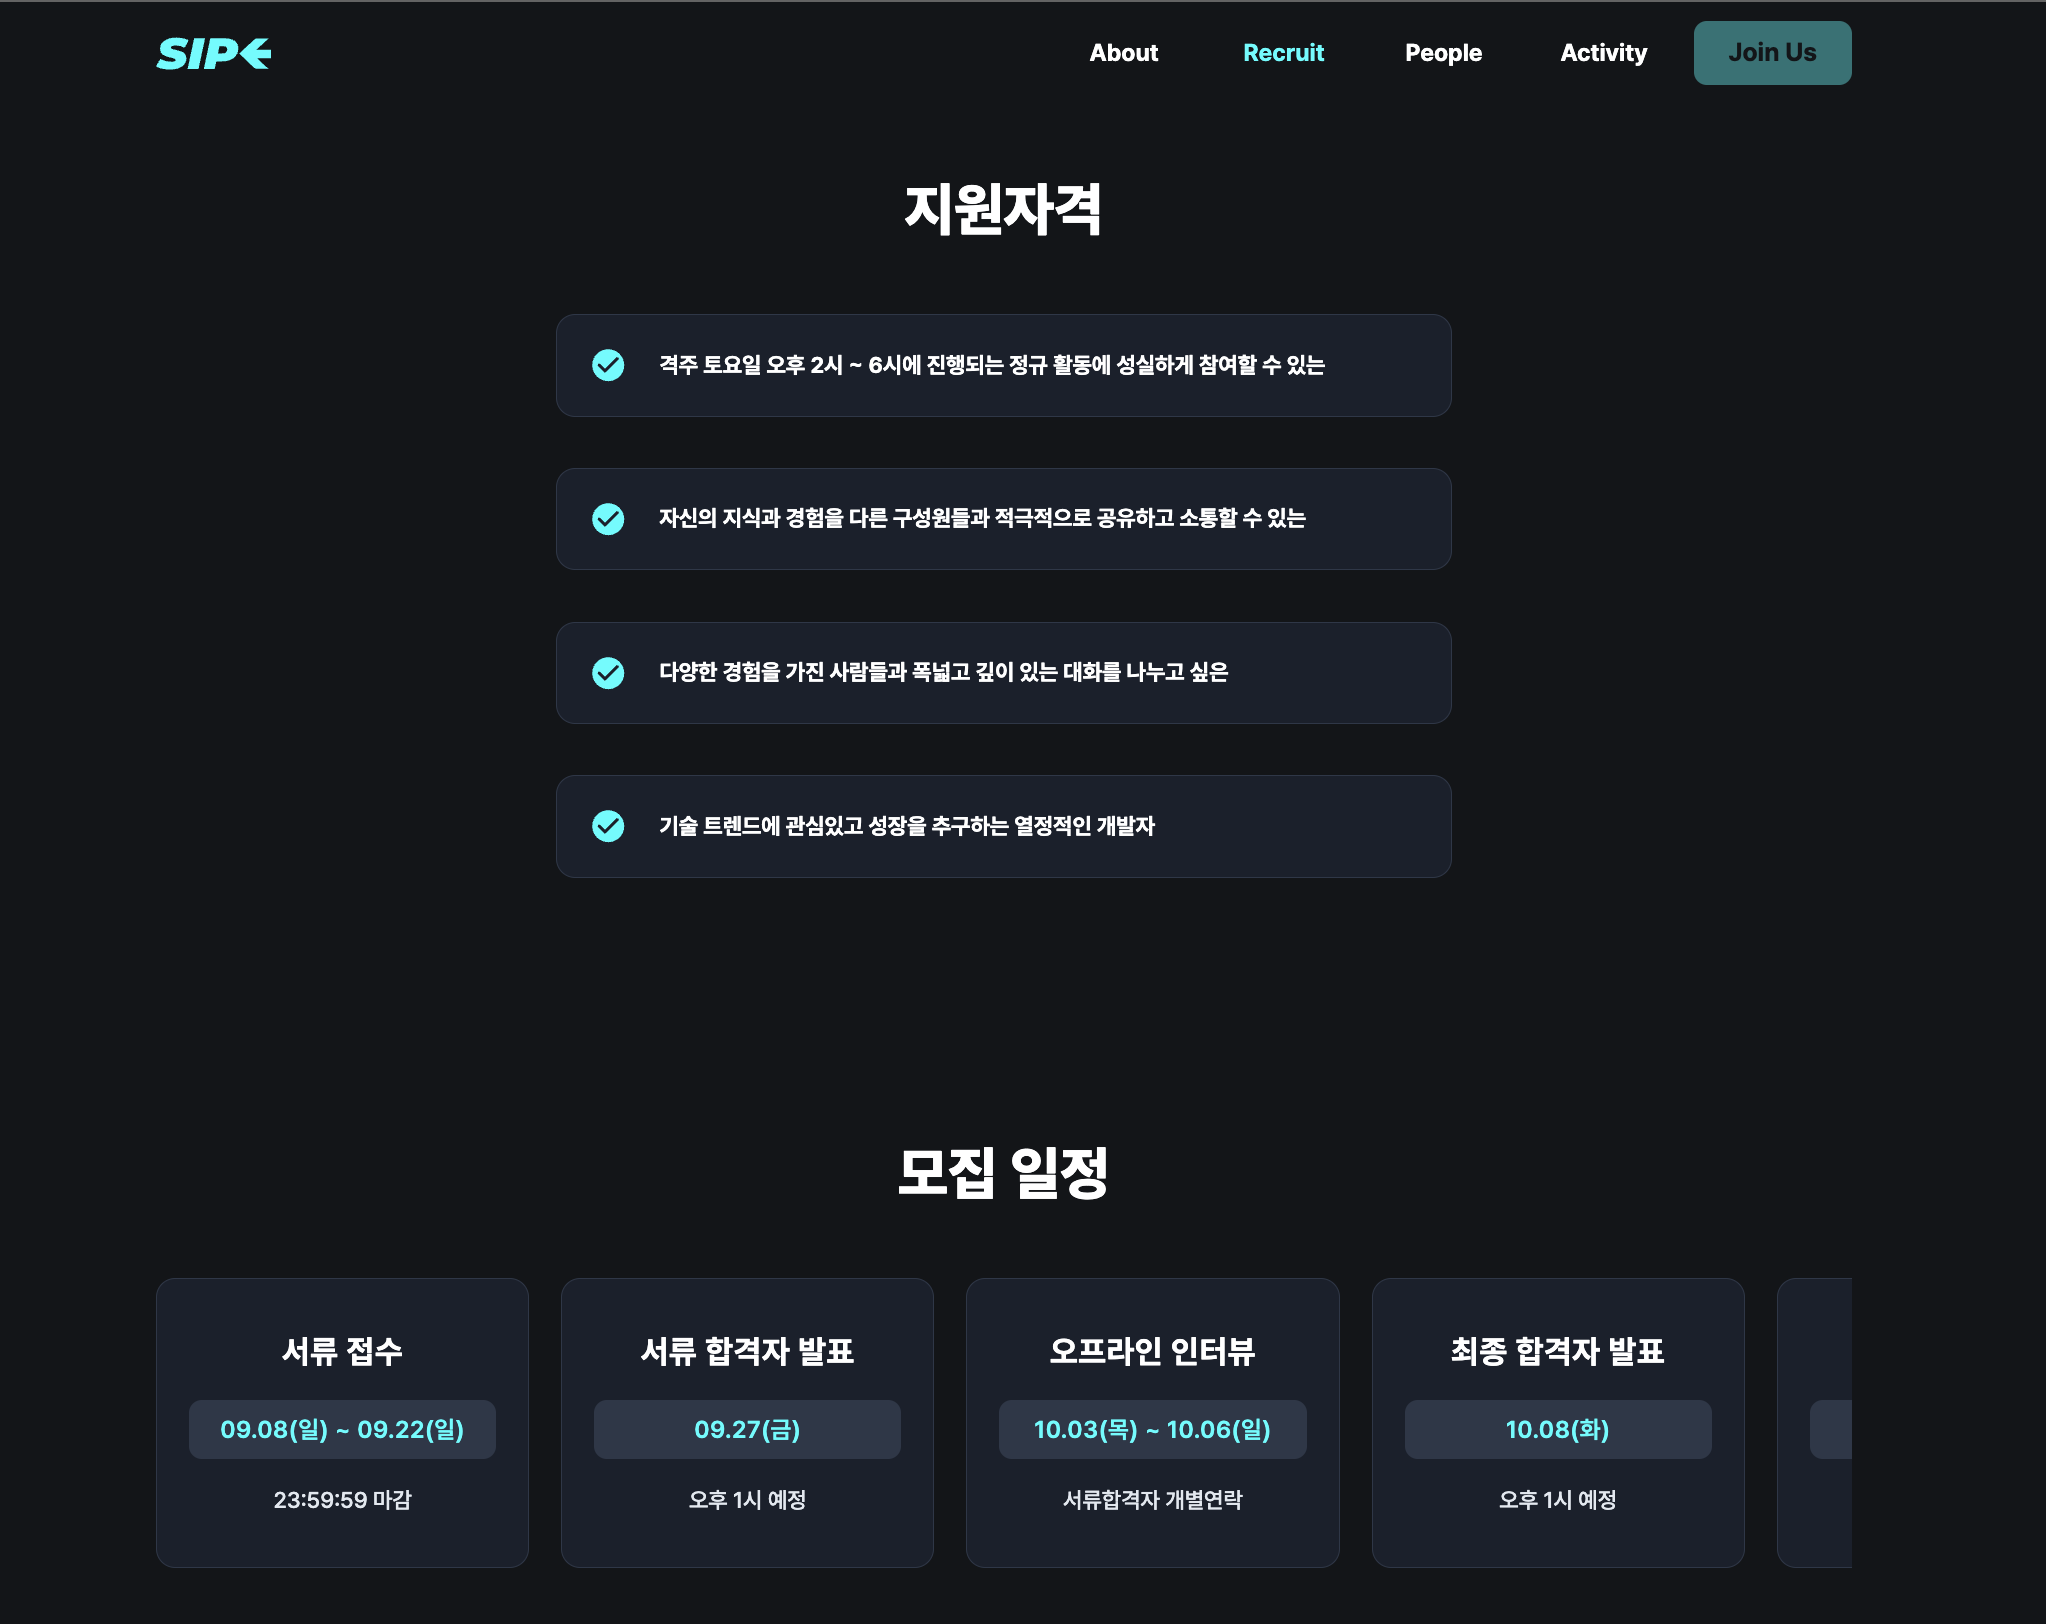 SIPE
About
Recruit
People
Activity
Join Us
지원자격
격주 토요일 오후 2시 ~ 6시에 진행되는 정규 활동에 성실하게 참여할 수 있는
자신의 지식과 경험을 다른 구성원들과 적극적으로 공유하고 소통할 수 있는
다양한 경험을 가진 사람들과 폭넓고 깊이 있는 대화를 나누고 싶은
기술 트렌드에 관심있고 성장을 추구하는 열정적인 개발자
모집 일정
서류 접수
09.08(일) ~ 09.22(일)
23:59:59 마감
서류 합격자 발표
09.27(금)
오후 1시 예정
오프라인 인터뷰
10.03(목) ~ 10.06(일)
서류합격자 개별연락
최종 합격자 발표
10.08(화)
오후 1시 예정